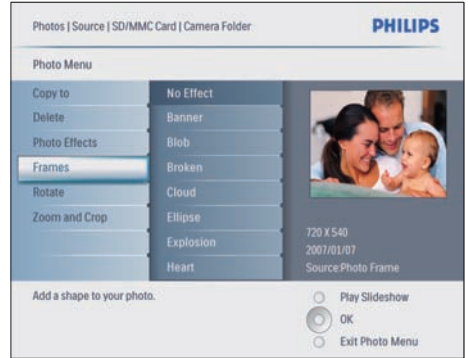 Photos | Source | SD/MMC Card | Camera Folder
PHILIPS
Photo Menu
Copy to
Delete
Photo Effects
Frames
Rotate
Zoom and Crop
No Effect
Banner
Blob
Broken
Cloud
Ellipse
Explosion
Heart
720 X 540
2007/01/07
Source:Photo Frame
Add a shape to your photo.
Play Slideshow
OK
Exit Photo Menu